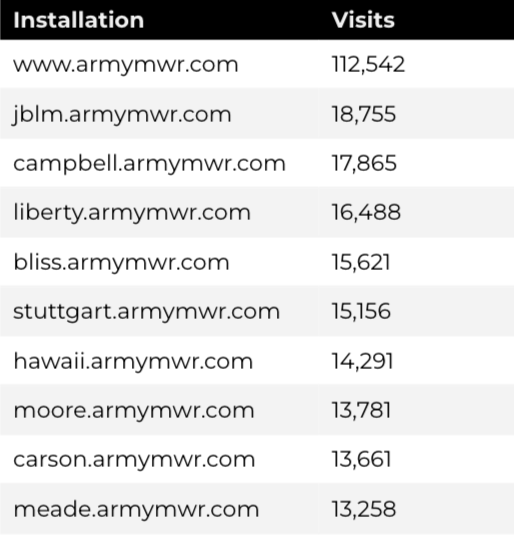 Installation Visits
www.armymwr.com 112,542
jblm.armymwr.com 18,755
campbell.armymwr.com 17,865
liberty.armymwr.com 16,488
bliss.armymwr.com 15,621
stuttgart.armymwr.com 15,156
hawaii.armymwr.com 14,291
moore.armymwr.com 13,781
carson.armymwr.com 13,661
meade.armymwr.com 13,258